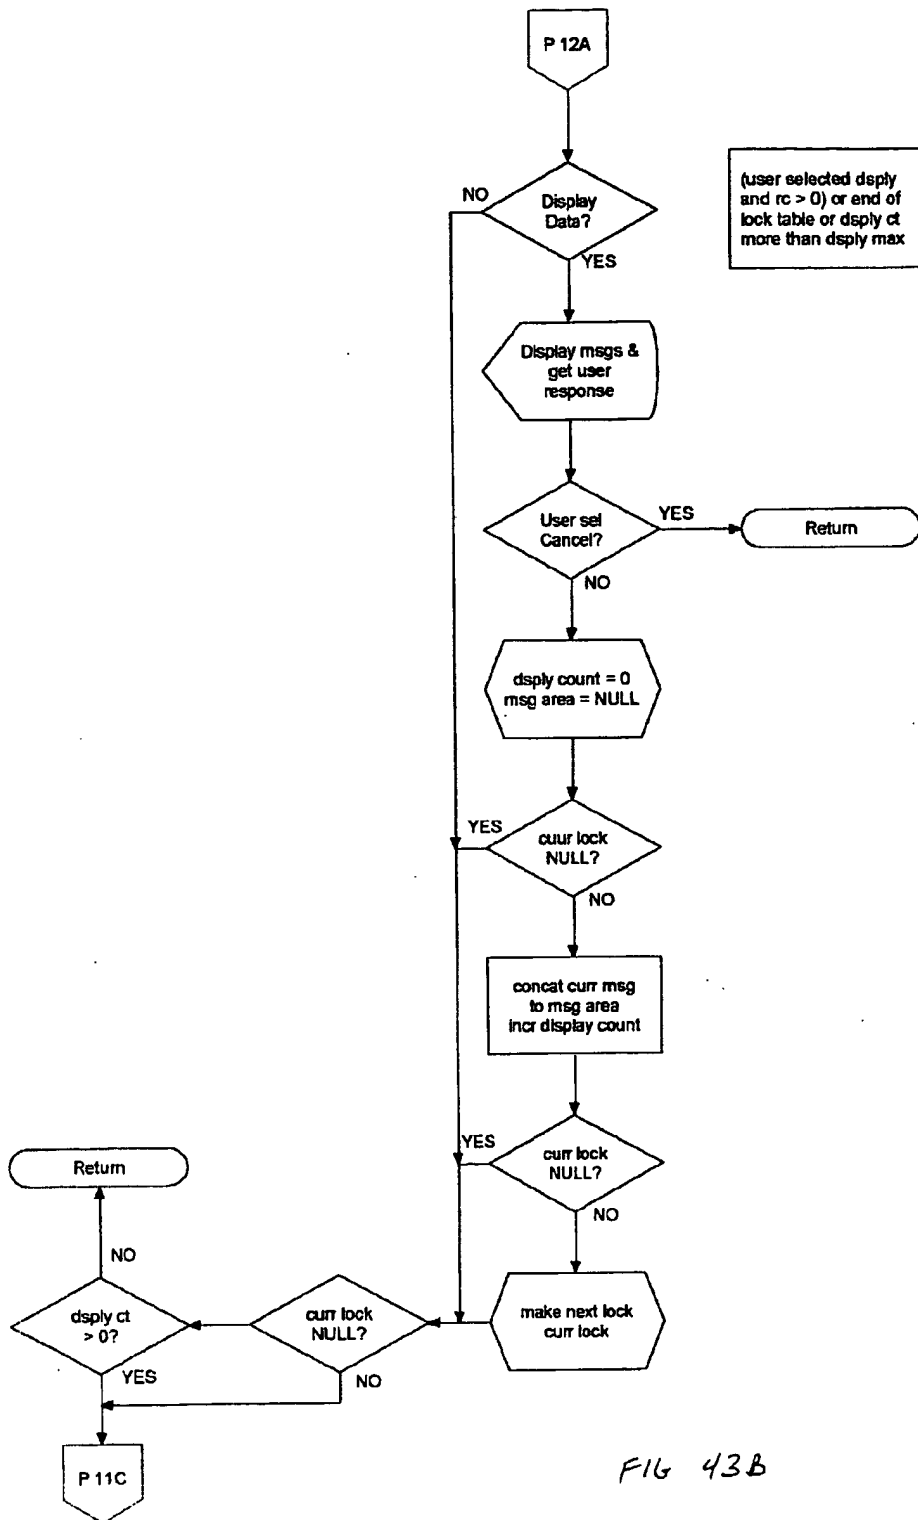 P 12A
NO
Display
Data?
YES
(user selected dsply
and rc > 0) or end of
lock table or dsply ct
more than dsply max
Display msgs &
get user
response
User sel
Cancel?
YES
Return
NO
dsply count = 0
msg area = NULL
YES
cuur lock
NULL?
NO
concat curr msg
to msg area
incr display count
YES
curr lock
NULL?
NO
make next lock
curr lock
Return
NO
dsply ct
> 0?
YES
curr lock
NULL?
NO
P 11C
FIG 43B